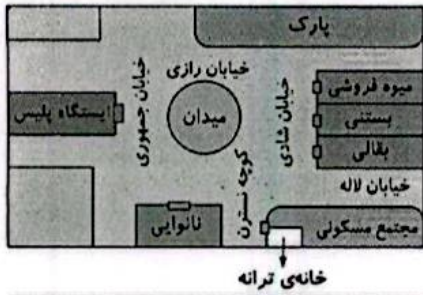 پارک
خیابان رازی
خیابان جمهوری
خیابان شادی
میوه فروشی
ایستگاه پلیس
میدان
بستنی
بقالی
خیابان لاله
کوچه نسترن
نانوایی
مجتمع مسکونی
خانه‌ی ترانه